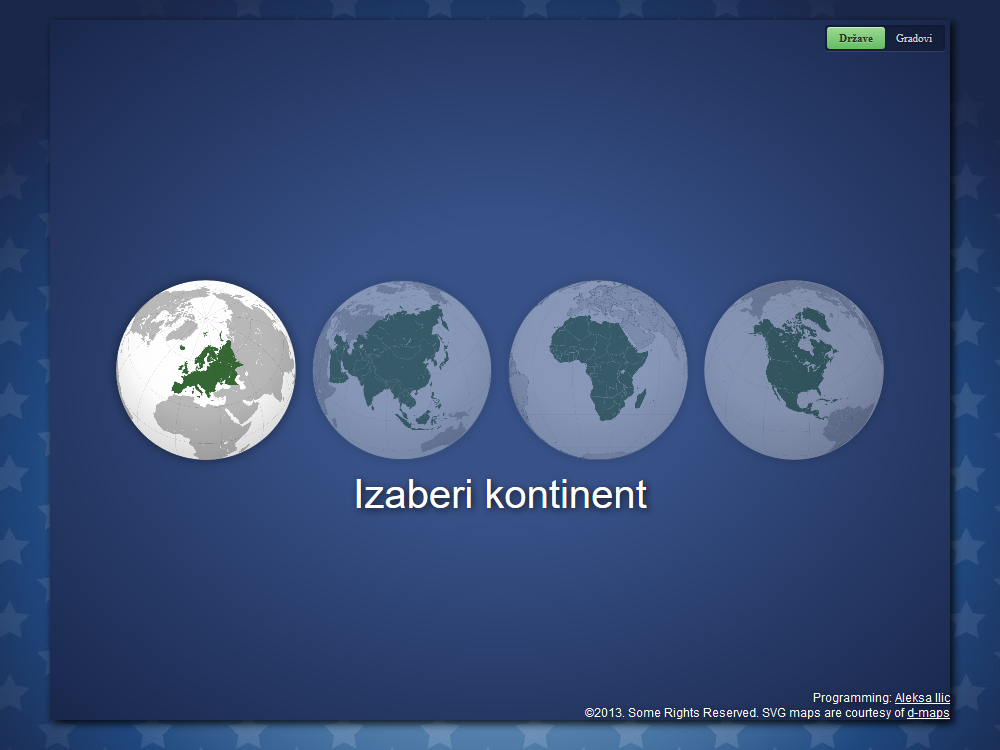 Države Gradovi
Izaberi kontinent
Programming: Aleksa Ilic
©2013. Some Rights Reserved. SVG maps are courtesy of d-maps